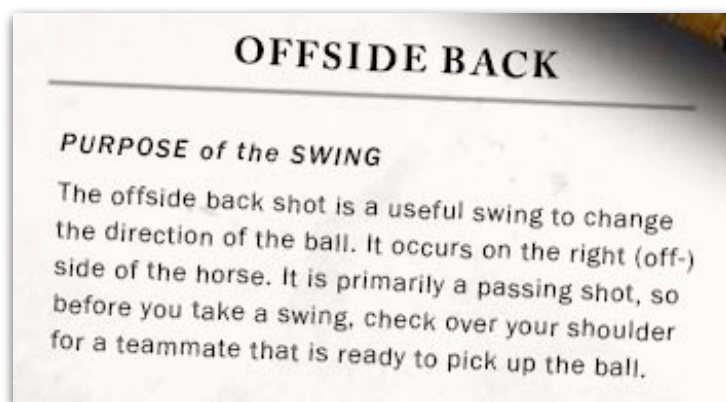 OFFSIDE BACK
PURPOSE of the SWING
The offside back shot is a useful swing to change
the direction of the ball. It occurs on the right (off-)
side of the horse. It is primarily a passing shot, so
before you take a swing, check over your shoulder
for a teammate that is ready to pick up the ball.